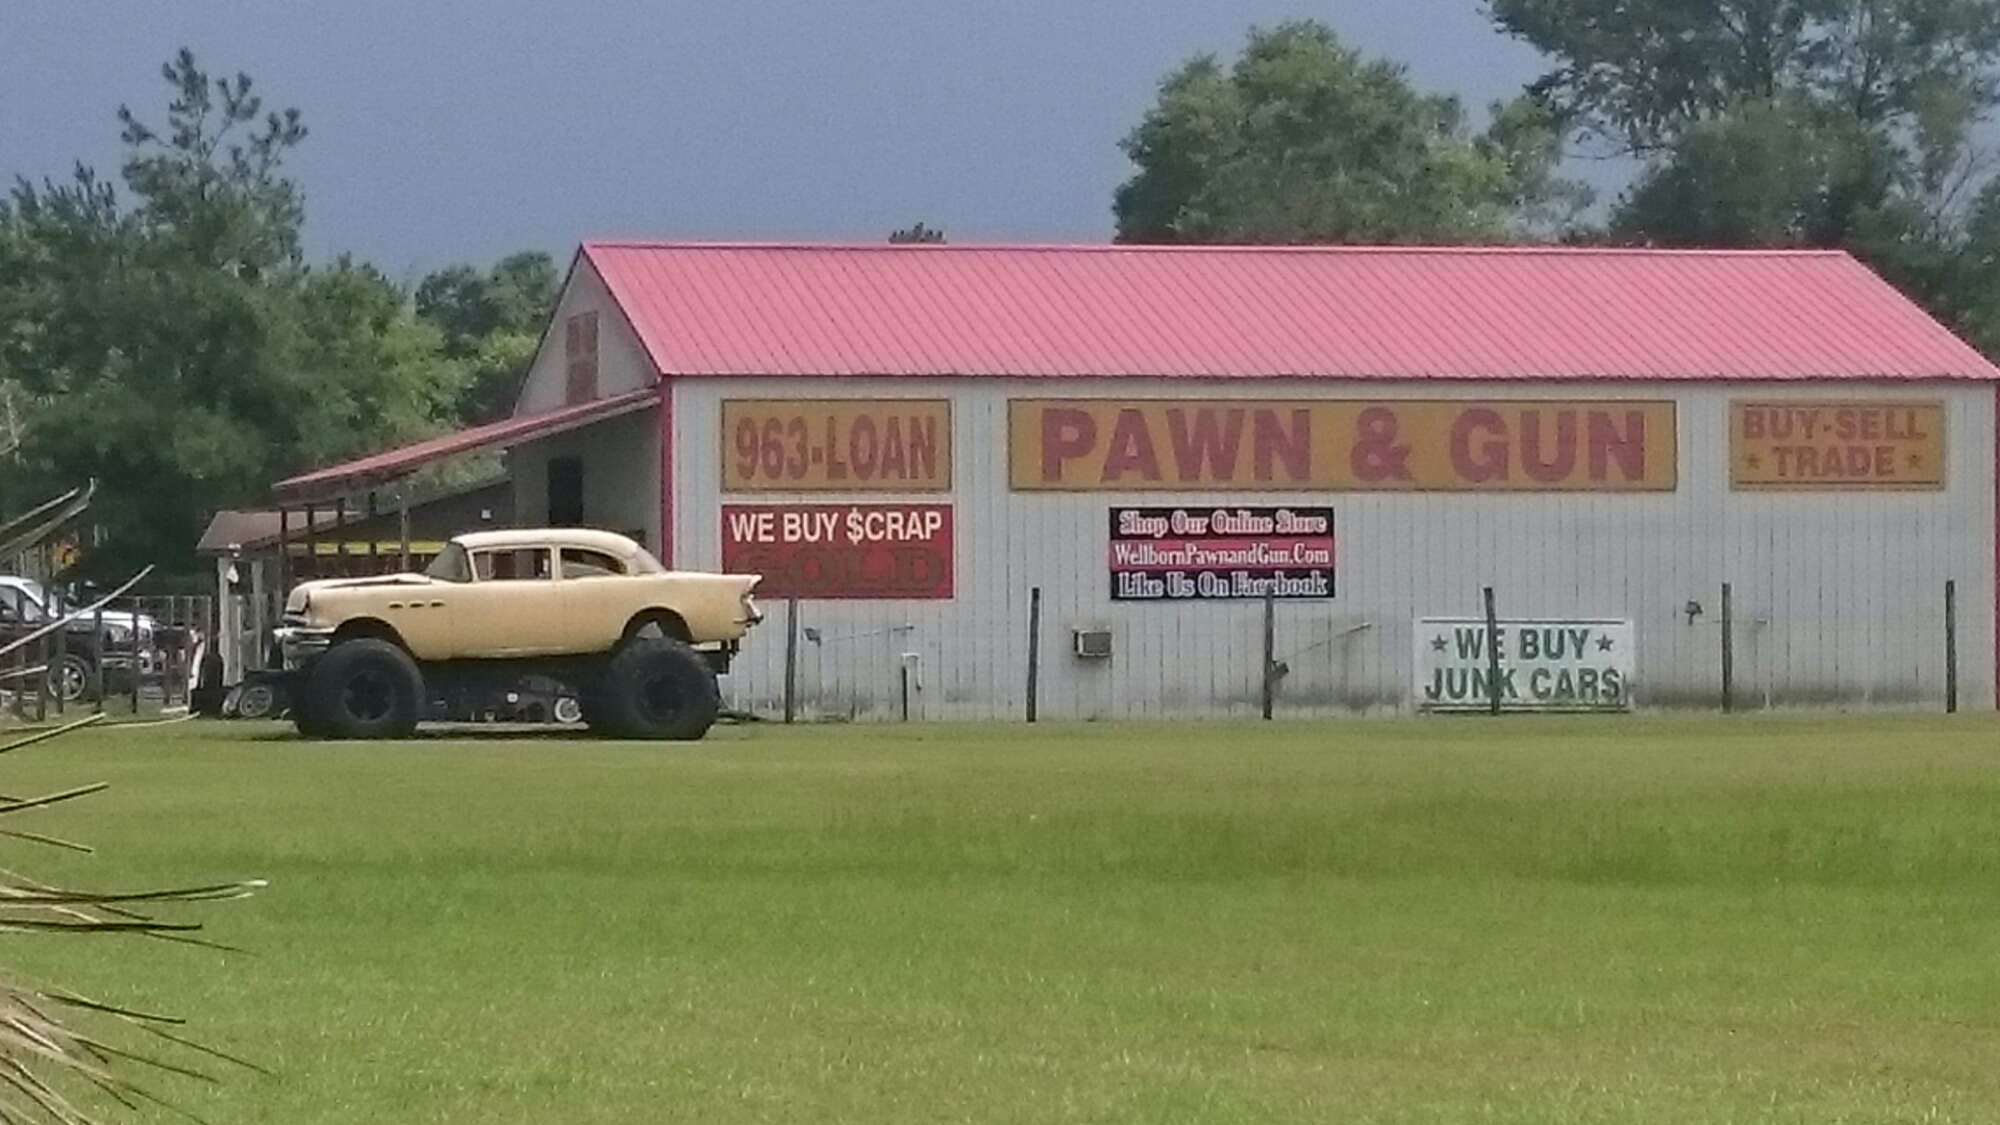 963-LOAN
PAWN & GUN
BUY-SELL
★ TRADE ★
WE BUY $CRAP
GOLD
Shop Our Online Store
WellbornPawnandGun.Com
Like Us On Facebook
★ WE BUY ★
JUNK CARS